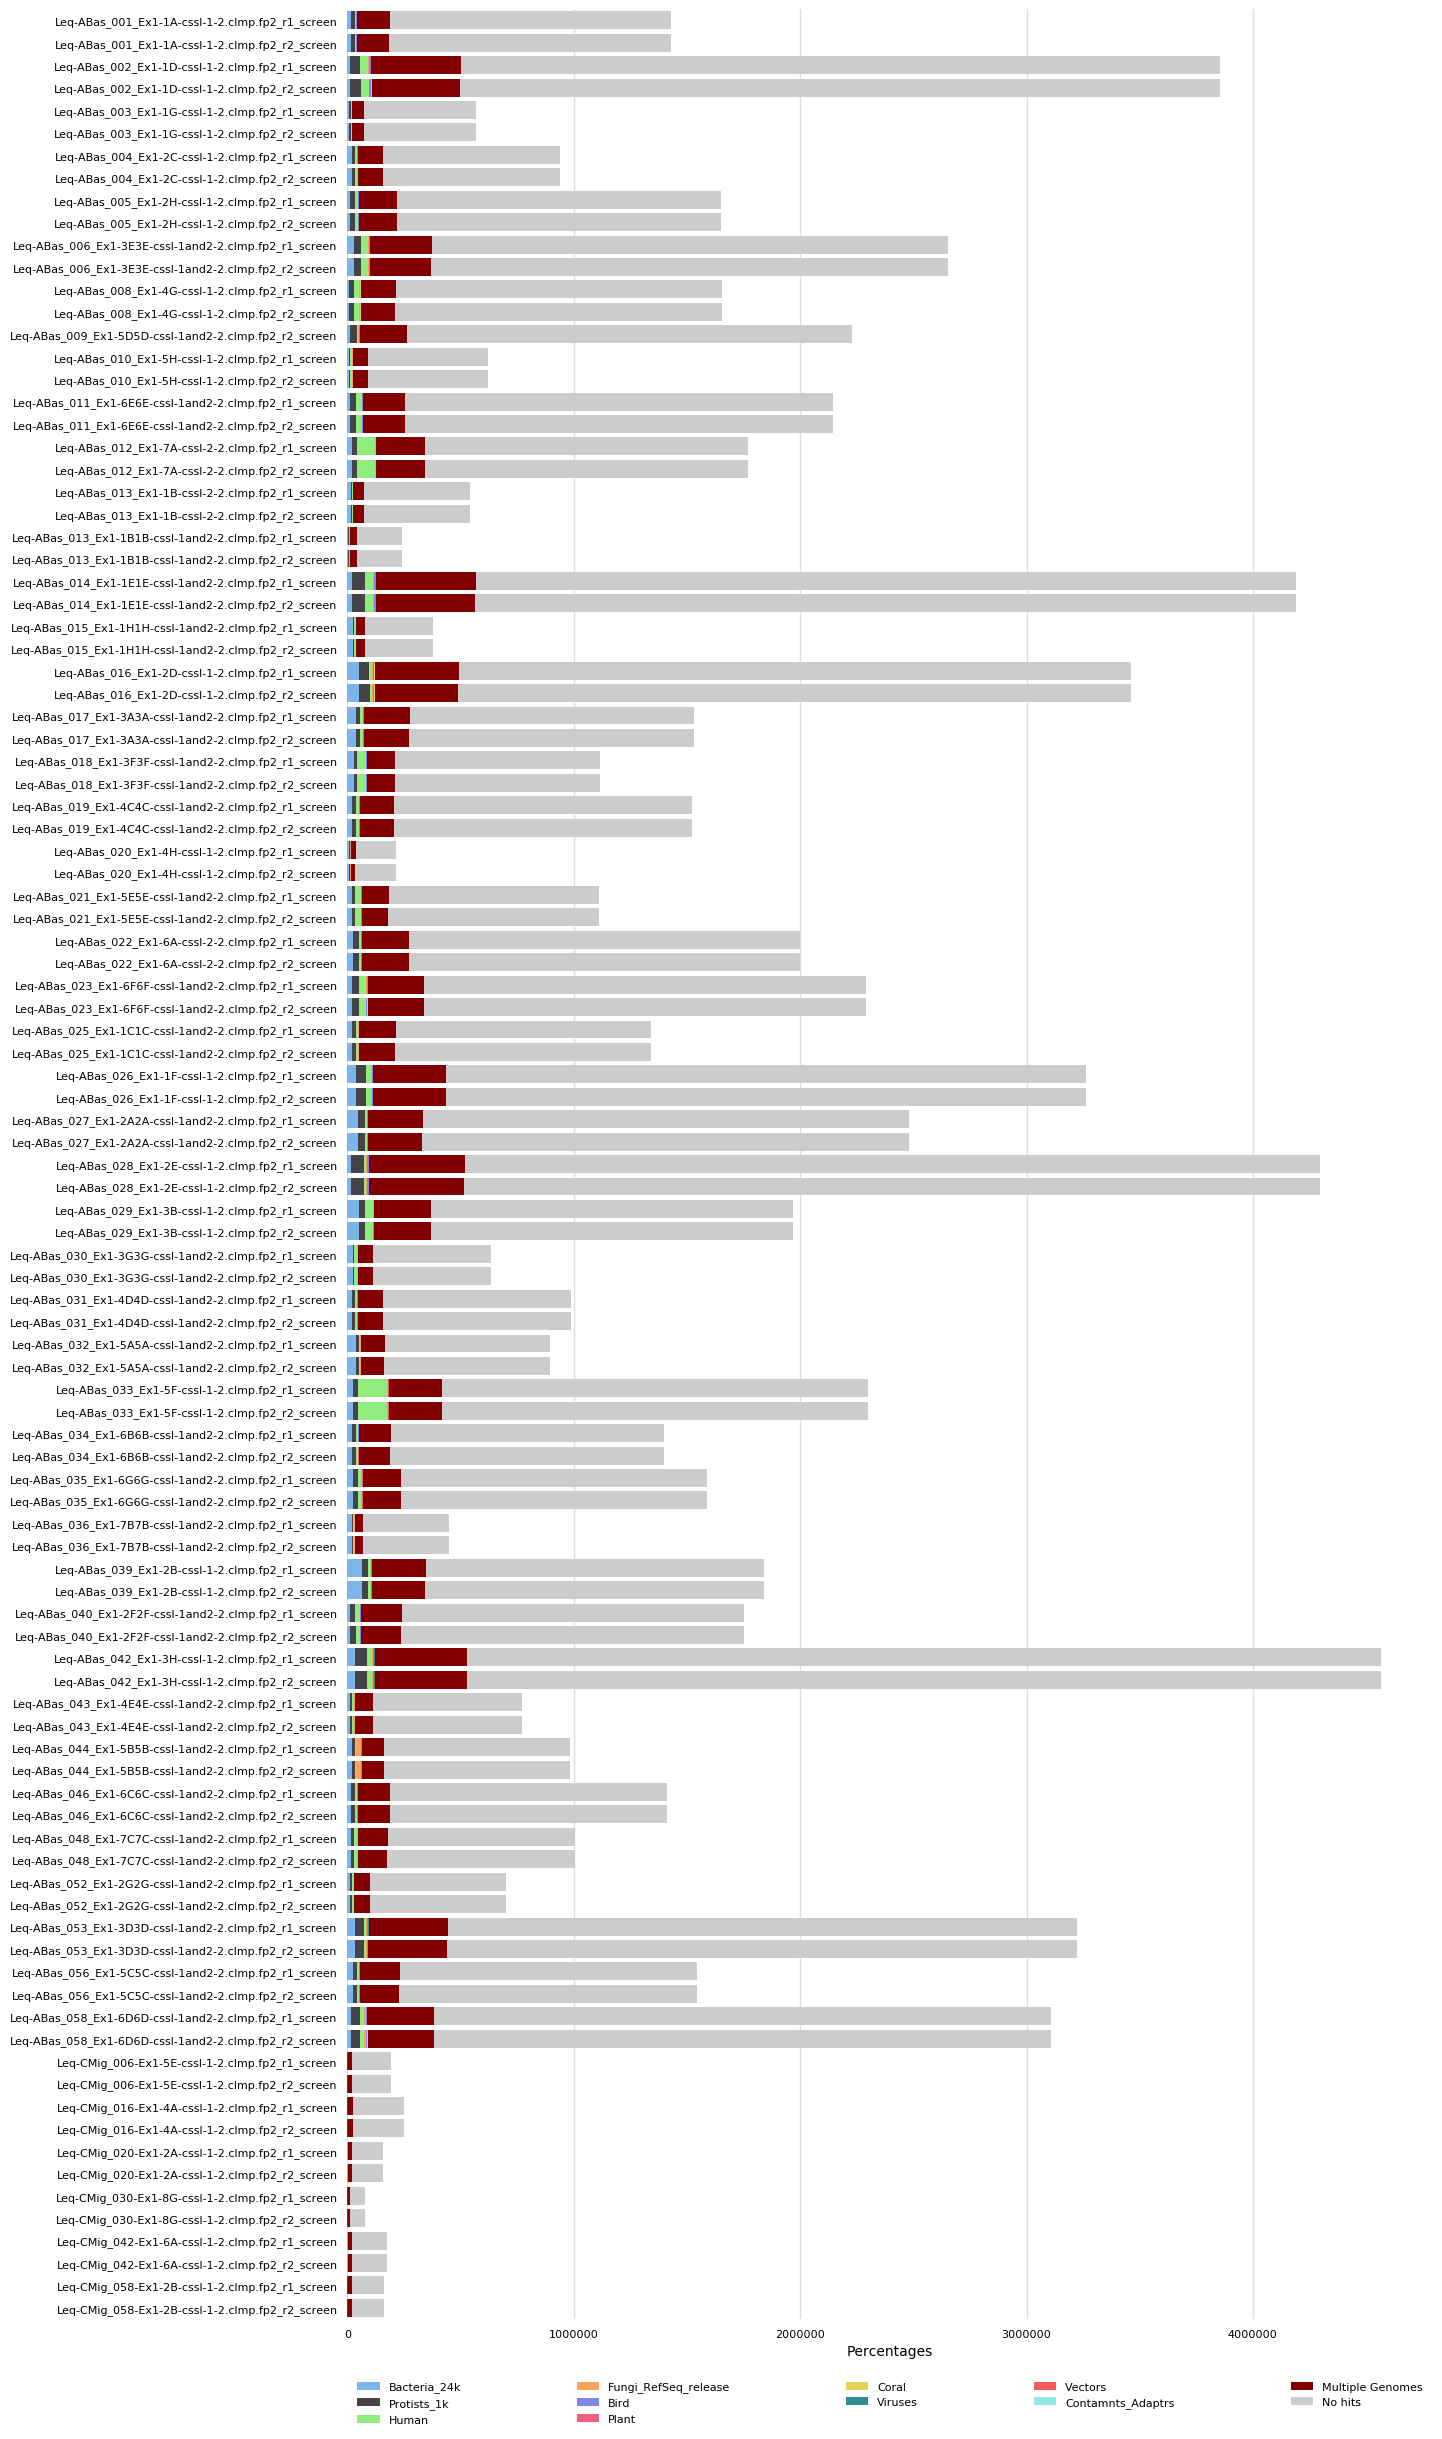 Leq-ABas_001_Ex1-1A-cssl-1-2.clmp.fp2_r1_screen
Leq-ABas_001_Ex1-1A-cssl-1-2.clmp.fp2_r2_screen
Leq-ABas_002_Ex1-1D-cssl-1-2.clmp.fp2_r1_screen
Leq-ABas_002_Ex1-1D-cssl-1-2.clmp.fp2_r2_screen
Leq-ABas_003_Ex1-1G-cssl-1-2.clmp.fp2_r1_screen
Leq-ABas_003_Ex1-1G-cssl-1-2.clmp.fp2_r2_screen
Leq-ABas_004_Ex1-2C-cssl-1-2.clmp.fp2_r1_screen
Leq-ABas_004_Ex1-2C-cssl-1-2.clmp.fp2_r2_screen
Leq-ABas_005_Ex1-2H-cssl-1-2.clmp.fp2_r1_screen
Leq-ABas_005_Ex1-2H-cssl-1-2.clmp.fp2_r2_screen
Leq-ABas_006_Ex1-3E3E-cssl-1and2-2.clmp.fp2_r1_screen
Leq-ABas_006_Ex1-3E3E-cssl-1and2-2.clmp.fp2_r2_screen
Leq-ABas_008_Ex1-4G-cssl-1-2.clmp.fp2_r1_screen
Leq-ABas_008_Ex1-4G-cssl-1-2.clmp.fp2_r2_screen
Leq-ABas_009_Ex1-5D5D-cssl-1and2-2.clmp.fp2_r2_screen
Leq-ABas_010_Ex1-5H-cssl-1-2.clmp.fp2_r1_screen
Leq-ABas_010_Ex1-5H-cssl-1-2.clmp.fp2_r2_screen
Leq-ABas_011_Ex1-6E6E-cssl-1and2-2.clmp.fp2_r1_screen
Leq-ABas_011_Ex1-6E6E-cssl-1and2-2.clmp.fp2_r2_screen
Leq-ABas_012_Ex1-7A-cssl-2-2.clmp.fp2_r1_screen
Leq-ABas_012_Ex1-7A-cssl-2-2.clmp.fp2_r2_screen
Leq-ABas_013_Ex1-1B-cssl-2-2.clmp.fp2_r1_screen
Leq-ABas_013_Ex1-1B-cssl-2-2.clmp.fp2_r2_screen
Leq-ABas_013_Ex1-1B1B-cssl-1and2-2.clmp.fp2_r1_screen
Leq-ABas_013_Ex1-1B1B-cssl-1and2-2.clmp.fp2_r2_screen
Leq-ABas_014_Ex1-1E1E-cssl-1and2-2.clmp.fp2_r1_screen
Leq-ABas_014_Ex1-1E1E-cssl-1and2-2.clmp.fp2_r2_screen
Leq-ABas_015_Ex1-1H1H-cssl-1and2-2.clmp.fp2_r1_screen
Leq-ABas_015_Ex1-1H1H-cssl-1and2-2.clmp.fp2_r2_screen
Leq-ABas_016_Ex1-2D-cssl-1-2.clmp.fp2_r1_screen
Leq-ABas_016_Ex1-2D-cssl-1-2.clmp.fp2_r2_screen
Leq-ABas_017_Ex1-3A3A-cssl-1and2-2.clmp.fp2_r1_screen
Leq-ABas_017_Ex1-3A3A-cssl-1and2-2.clmp.fp2_r2_screen
Leq-ABas_018_Ex1-3F3F-cssl-1and2-2.clmp.fp2_r1_screen
Leq-ABas_018_Ex1-3F3F-cssl-1and2-2.clmp.fp2_r2_screen
Leq-ABas_019_Ex1-4C4C-cssl-1and2-2.clmp.fp2_r1_screen
Leq-ABas_019_Ex1-4C4C-cssl-1and2-2.clmp.fp2_r2_screen
Leq-ABas_020_Ex1-4H-cssl-1-2.clmp.fp2_r1_screen
Leq-ABas_020_Ex1-4H-cssl-1-2.clmp.fp2_r2_screen
Leq-ABas_021_Ex1-5E5E-cssl-1and2-2.clmp.fp2_r1_screen
Leq-ABas_021_Ex1-5E5E-cssl-1and2-2.clmp.fp2_r2_screen
Leq-ABas_022_Ex1-6A-cssl-2-2.clmp.fp2_r1_screen
Leq-ABas_022_Ex1-6A-cssl-2-2.clmp.fp2_r2_screen
Leq-ABas_023_Ex1-6F6F-cssl-1and2-2.clmp.fp2_r1_screen
Leq-ABas_023_Ex1-6F6F-cssl-1and2-2.clmp.fp2_r2_screen
Leq-ABas_025_Ex1-1C1C-cssl-1and2-2.clmp.fp2_r1_screen
Leq-ABas_025_Ex1-1C1C-cssl-1and2-2.clmp.fp2_r2_screen
Leq-ABas_026_Ex1-1F-cssl-1-2.clmp.fp2_r1_screen
Leq-ABas_026_Ex1-1F-cssl-1-2.clmp.fp2_r2_screen
Leq-ABas_027_Ex1-2A2A-cssl-1and2-2.clmp.fp2_r1_screen
Leq-ABas_027_Ex1-2A2A-cssl-1and2-2.clmp.fp2_r2_screen
Leq-ABas_028_Ex1-2E-cssl-1-2.clmp.fp2_r1_screen
Leq-ABas_028_Ex1-2E-cssl-1-2.clmp.fp2_r2_screen
Leq-ABas_029_Ex1-3B-cssl-1-2.clmp.fp2_r1_screen
Leq-ABas_029_Ex1-3B-cssl-1-2.clmp.fp2_r2_screen
Leq-ABas_030_Ex1-3G3G-cssl-1and2-2.clmp.fp2_r1_screen
Leq-ABas_030_Ex1-3G3G-cssl-1and2-2.clmp.fp2_r2_screen
Leq-ABas_031_Ex1-4D4D-cssl-1and2-2.clmp.fp2_r1_screen
Leq-ABas_031_Ex1-4D4D-cssl-1and2-2.clmp.fp2_r2_screen
Leq-ABas_032_Ex1-5A5A-cssl-1and2-2.clmp.fp2_r1_screen
Leq-ABas_032_Ex1-5A5A-cssl-1and2-2.clmp.fp2_r2_screen
Leq-ABas_033_Ex1-5F-cssl-1-2.clmp.fp2_r1_screen
Leq-ABas_033_Ex1-5F-cssl-1-2.clmp.fp2_r2_screen
Leq-ABas_034_Ex1-6B6B-cssl-1and2-2.clmp.fp2_r1_screen
Leq-ABas_034_Ex1-6B6B-cssl-1and2-2.clmp.fp2_r2_screen
Leq-ABas_035_Ex1-6G6G-cssl-1and2-2.clmp.fp2_r1_screen
Leq-ABas_035_Ex1-6G6G-cssl-1and2-2.clmp.fp2_r2_screen
Leq-ABas_036_Ex1-7B7B-cssl-1and2-2.clmp.fp2_r1_screen
Leq-ABas_036_Ex1-7B7B-cssl-1and2-2.clmp.fp2_r2_screen
Leq-ABas_039_Ex1-2B-cssl-1-2.clmp.fp2_r1_screen
Leq-ABas_039_Ex1-2B-cssl-1-2.clmp.fp2_r2_screen
Leq-ABas_040_Ex1-2F2F-cssl-1and2-2.clmp.fp2_r1_screen
Leq-ABas_040_Ex1-2F2F-cssl-1and2-2.clmp.fp2_r2_screen
Leq-ABas_042_Ex1-3H-cssl-1-2.clmp.fp2_r1_screen
Leq-ABas_042_Ex1-3H-cssl-1-2.clmp.fp2_r2_screen
Leq-ABas_043_Ex1-4E4E-cssl-1and2-2.clmp.fp2_r1_screen
Leq-ABas_043_Ex1-4E4E-cssl-1and2-2.clmp.fp2_r2_screen
Leq-ABas_044_Ex1-5B5B-cssl-1and2-2.clmp.fp2_r1_screen
Leq-ABas_044_Ex1-5B5B-cssl-1and2-2.clmp.fp2_r2_screen
Leq-ABas_046_Ex1-6C6C-cssl-1and2-2.clmp.fp2_r1_screen
Leq-ABas_046_Ex1-6C6C-cssl-1and2-2.clmp.fp2_r2_screen
Leq-ABas_048_Ex1-7C7C-cssl-1and2-2.clmp.fp2_r1_screen
Leq-ABas_048_Ex1-7C7C-cssl-1and2-2.clmp.fp2_r2_screen
Leq-ABas_052_Ex1-2G2G-cssl-1and2-2.clmp.fp2_r1_screen
Leq-ABas_052_Ex1-2G2G-cssl-1and2-2.clmp.fp2_r2_screen
Leq-ABas_053_Ex1-3D3D-cssl-1and2-2.clmp.fp2_r1_screen
Leq-ABas_053_Ex1-3D3D-cssl-1and2-2.clmp.fp2_r2_screen
Leq-ABas_056_Ex1-5C5C-cssl-1and2-2.clmp.fp2_r1_screen
Leq-ABas_056_Ex1-5C5C-cssl-1and2-2.clmp.fp2_r2_screen
Leq-ABas_058_Ex1-6D6D-cssl-1and2-2.clmp.fp2_r1_screen
Leq-ABas_058_Ex1-6D6D-cssl-1and2-2.clmp.fp2_r2_screen
Leq-CMig_006-Ex1-5E-cssl-1-2.clmp.fp2_r1_screen
Leq-CMig_006-Ex1-5E-cssl-1-2.clmp.fp2_r2_screen
Leq-CMig_016-Ex1-4A-cssl-1-2.clmp.fp2_r1_screen
Leq-CMig_016-Ex1-4A-cssl-1-2.clmp.fp2_r2_screen
Leq-CMig_020-Ex1-2A-cssl-1-2.clmp.fp2_r1_screen
Leq-CMig_020-Ex1-2A-cssl-1-2.clmp.fp2_r2_screen
Leq-CMig_030-Ex1-8G-cssl-1-2.clmp.fp2_r1_screen
Leq-CMig_030-Ex1-8G-cssl-1-2.clmp.fp2_r2_screen
Leq-CMig_042-Ex1-6A-cssl-1-2.clmp.fp2_r1_screen
Leq-CMig_042-Ex1-6A-cssl-1-2.clmp.fp2_r2_screen
Leq-CMig_058-Ex1-2B-cssl-1-2.clmp.fp2_r1_screen
Leq-CMig_058-Ex1-2B-cssl-1-2.clmp.fp2_r2_screen
0 1000000 2000000 3000000 4000000
Percentages
Bacteria_24k Fungi_RefSeq_release Coral Vectors Multiple Genomes
Protists_1k Bird Viruses Contamnts_Adaptrs No hits
Human Plant